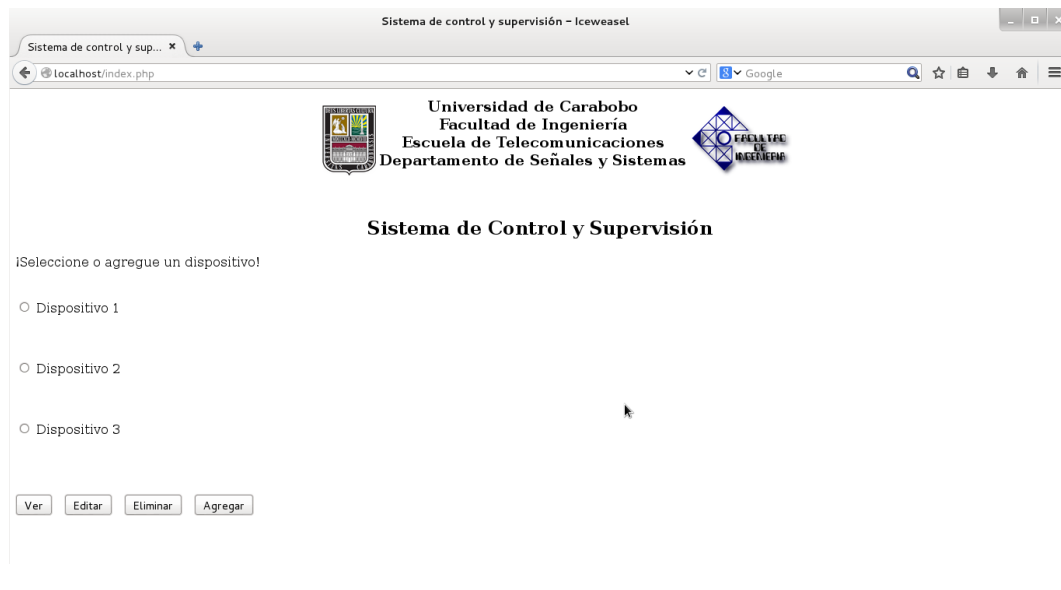 Sistema de control y supervisión - Iceweasel
Sistema de control y sup...
localhost/index.php
Google
Universidad de Carabobo
Facultad de Ingeniería
Escuela de Telecomunicaciones
Departamento de Señales y Sistemas
FACULTAD
DE
INGENIERIA
Sistema de Control y Supervisión
¡Seleccione o agregue un dispositivo!
Dispositivo 1
Dispositivo 2
Dispositivo 3
Ver Editar Eliminar Agregar